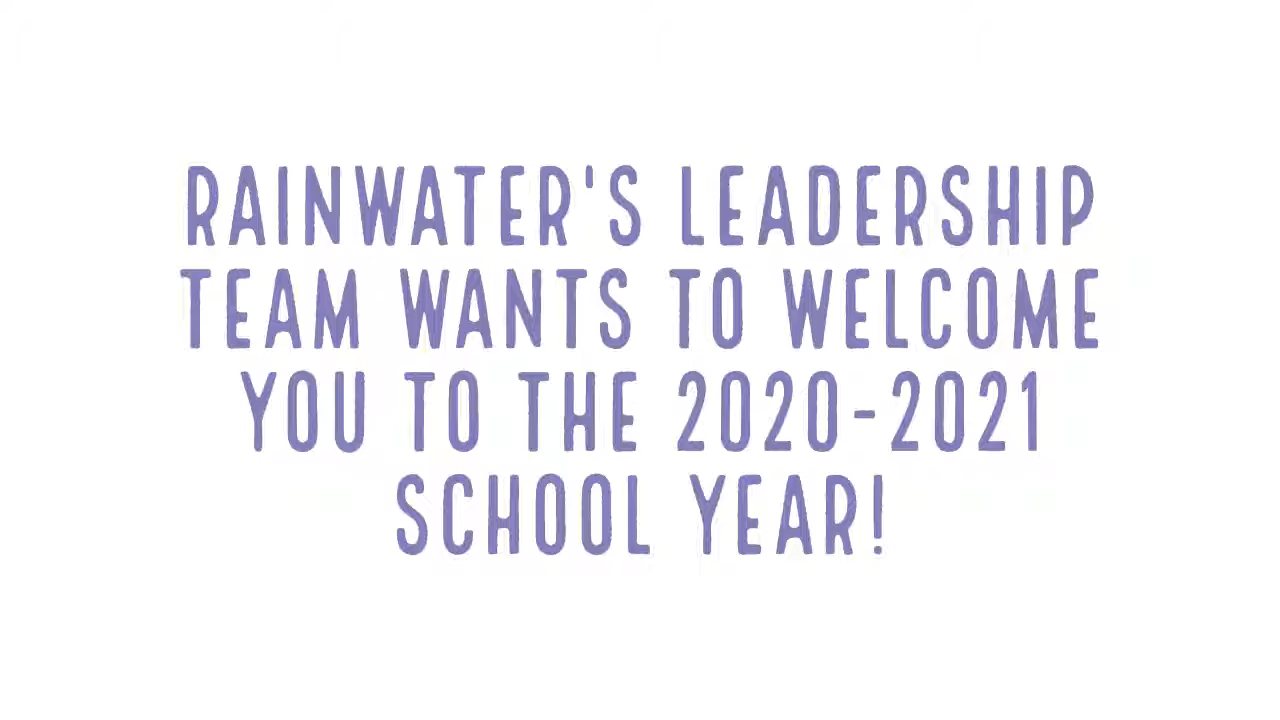 RAINWATER'S LEADERSHIP
TEAM WANTS TO WELCOME
YOU TO THE 2020-2021
SCHOOL YEAR!